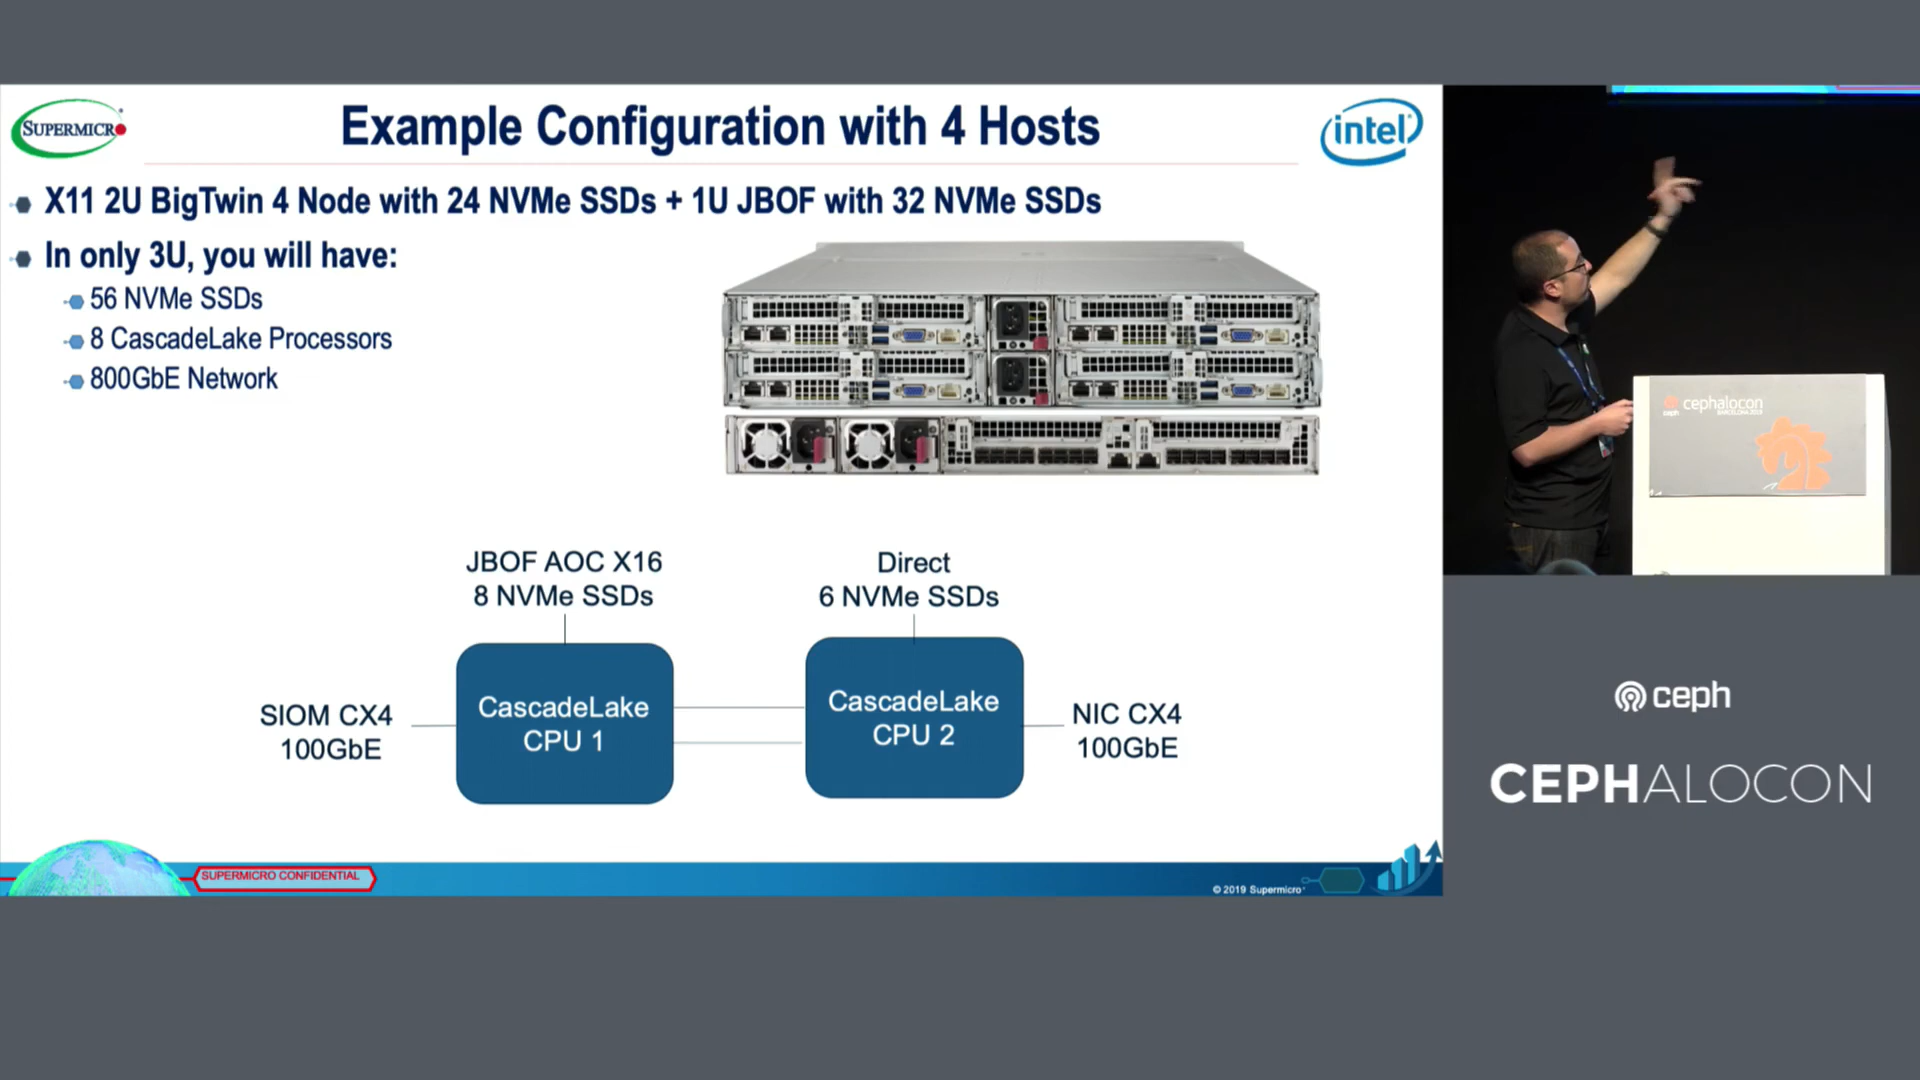 SUPERMICRO
Example Configuration with 4 Hosts
intel
X11 2U BigTwin 4 Node with 24 NVMe SSDs + 1U JBOF with 32 NVMe SSDs
In only 3U, you will have:
56 NVMe SSDs
8 CascadeLake Processors
800GbE Network
JBOF AOC X16
8 NVMe SSDs
Direct
6 NVMe SSDs
SIOM CX4
100GbE
CascadeLake
CPU 1
CascadeLake
CPU 2
NIC CX4
100GbE
SUPERMICRO CONFIDENTIAL
© 2019 Supermicro
ceph
cephalocon
BARCELONA 2019
ceph
CEPHALOCON